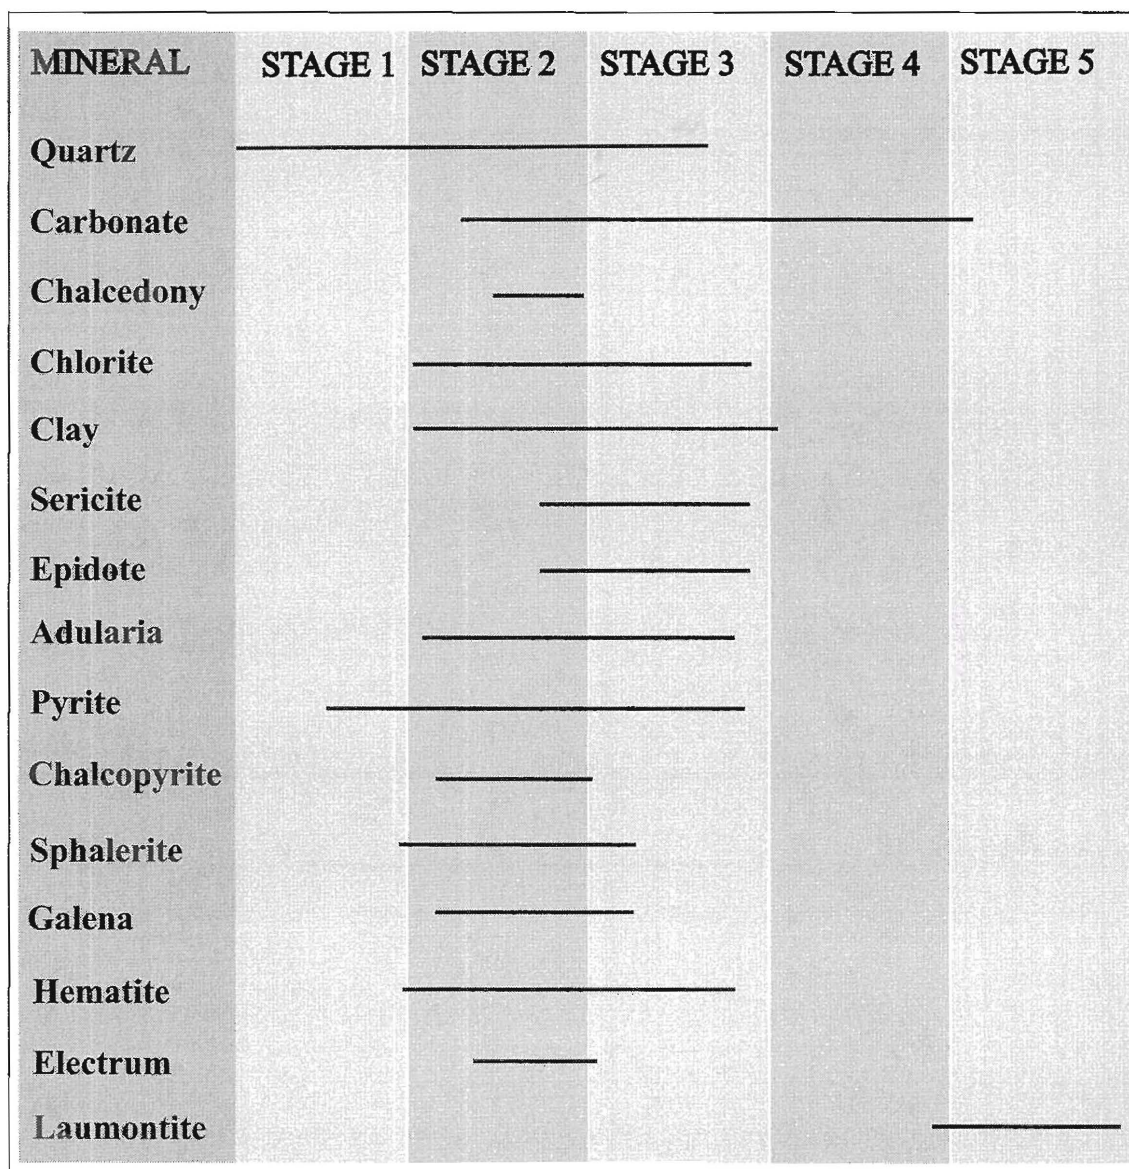 MINERAL STAGE 1 STAGE 2 STAGE 3 STAGE 4 STAGE 5
Quartz
Carbonate
Chalcedony
Chlorite
Clay
Sericite
Epidote
Adularia
Pyrite
Chalcopyrite
Sphalerite
Galena
Hematite
Electrum
Laumontite